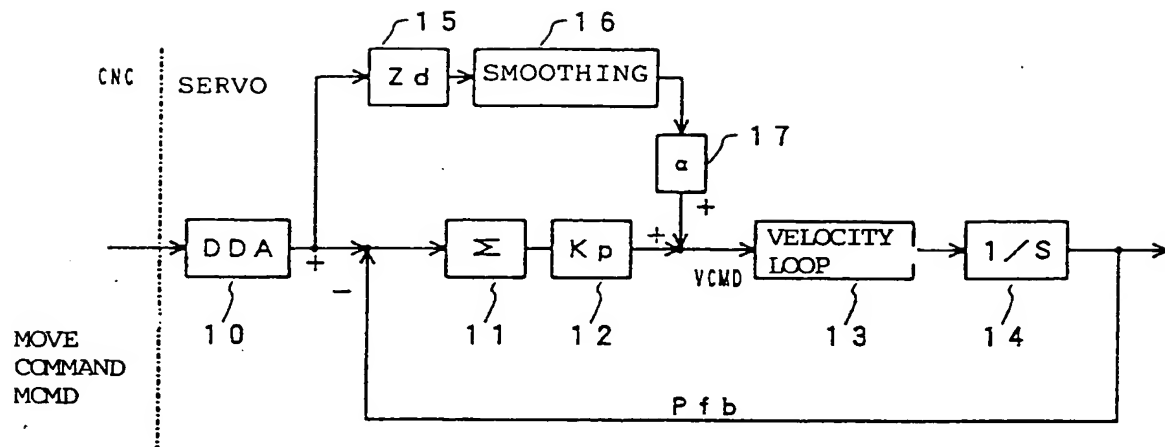 15
16
CNC
SERVO
Zd
SMOOTHING
17
α
+
DDA
+
-
Σ
Kp
+
VCMD
VELOCITY
LOOP
1/S
10
11
12
13
14
MOVE
COMMAND
MCMD
Pfb